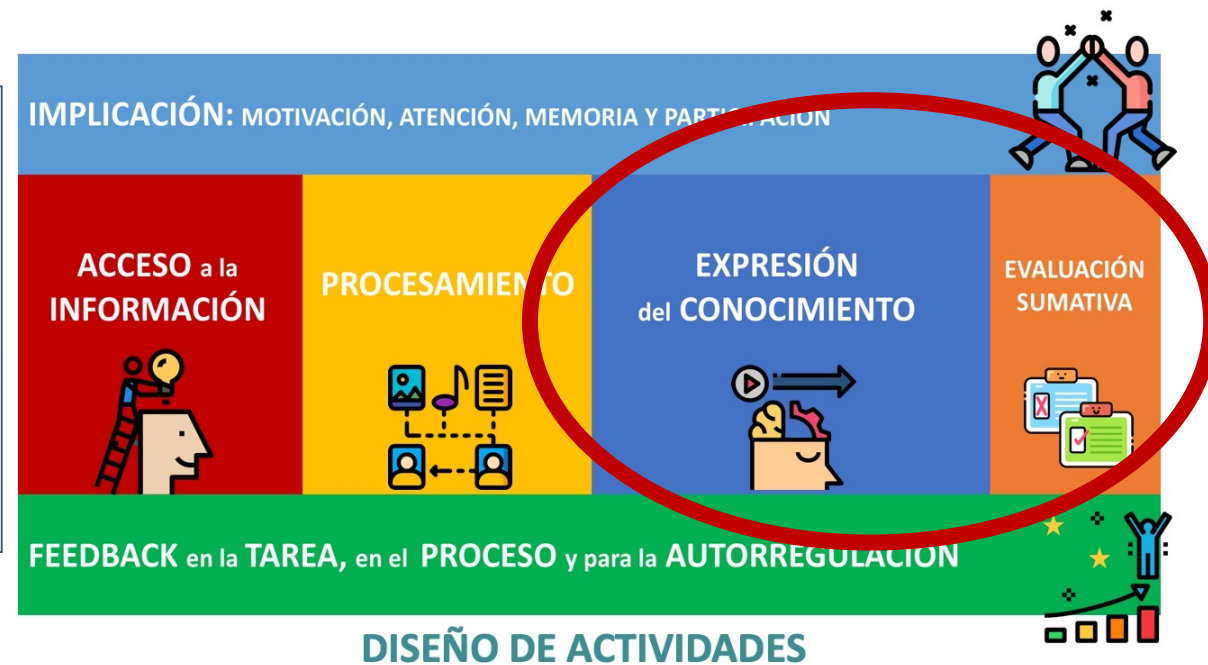 IMPLICACIÓN: MOTIVACIÓN, ATENCIÓN, MEMORIA Y PARTICIPACIÓN
ACCESO a la
INFORMACIÓN
PROCESAMIENTO
EXPRESIÓN
del CONOCIMIENTO
EVALUACIÓN
SUMATIVA
FEEDBACK en la TAREA, en el PROCESO y para la AUTORREGULACIÓN
DISEÑO DE ACTIVIDADES